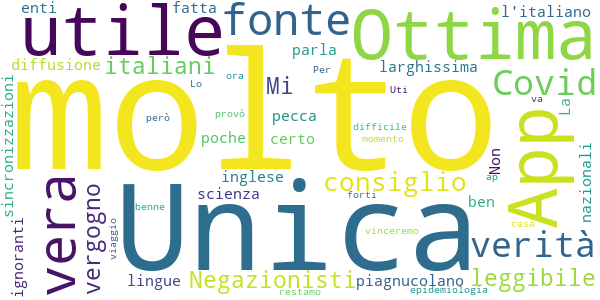 enti fatta l'italiano
utile fonte Ottima
diffusione italiani parla larghissima
molto Mi Covid
ora Per Lo Uti va
sincronizzazioni però provò pecca La
poche certo difficile momento
vera vergogno Unica App Non nazionali
inglese consiglio ap
scienza forti ben casa
ignoranti viaggio benne vinceremo verità
lingue Negazionisti piagnucolano leggibile
restamo epidemiologia